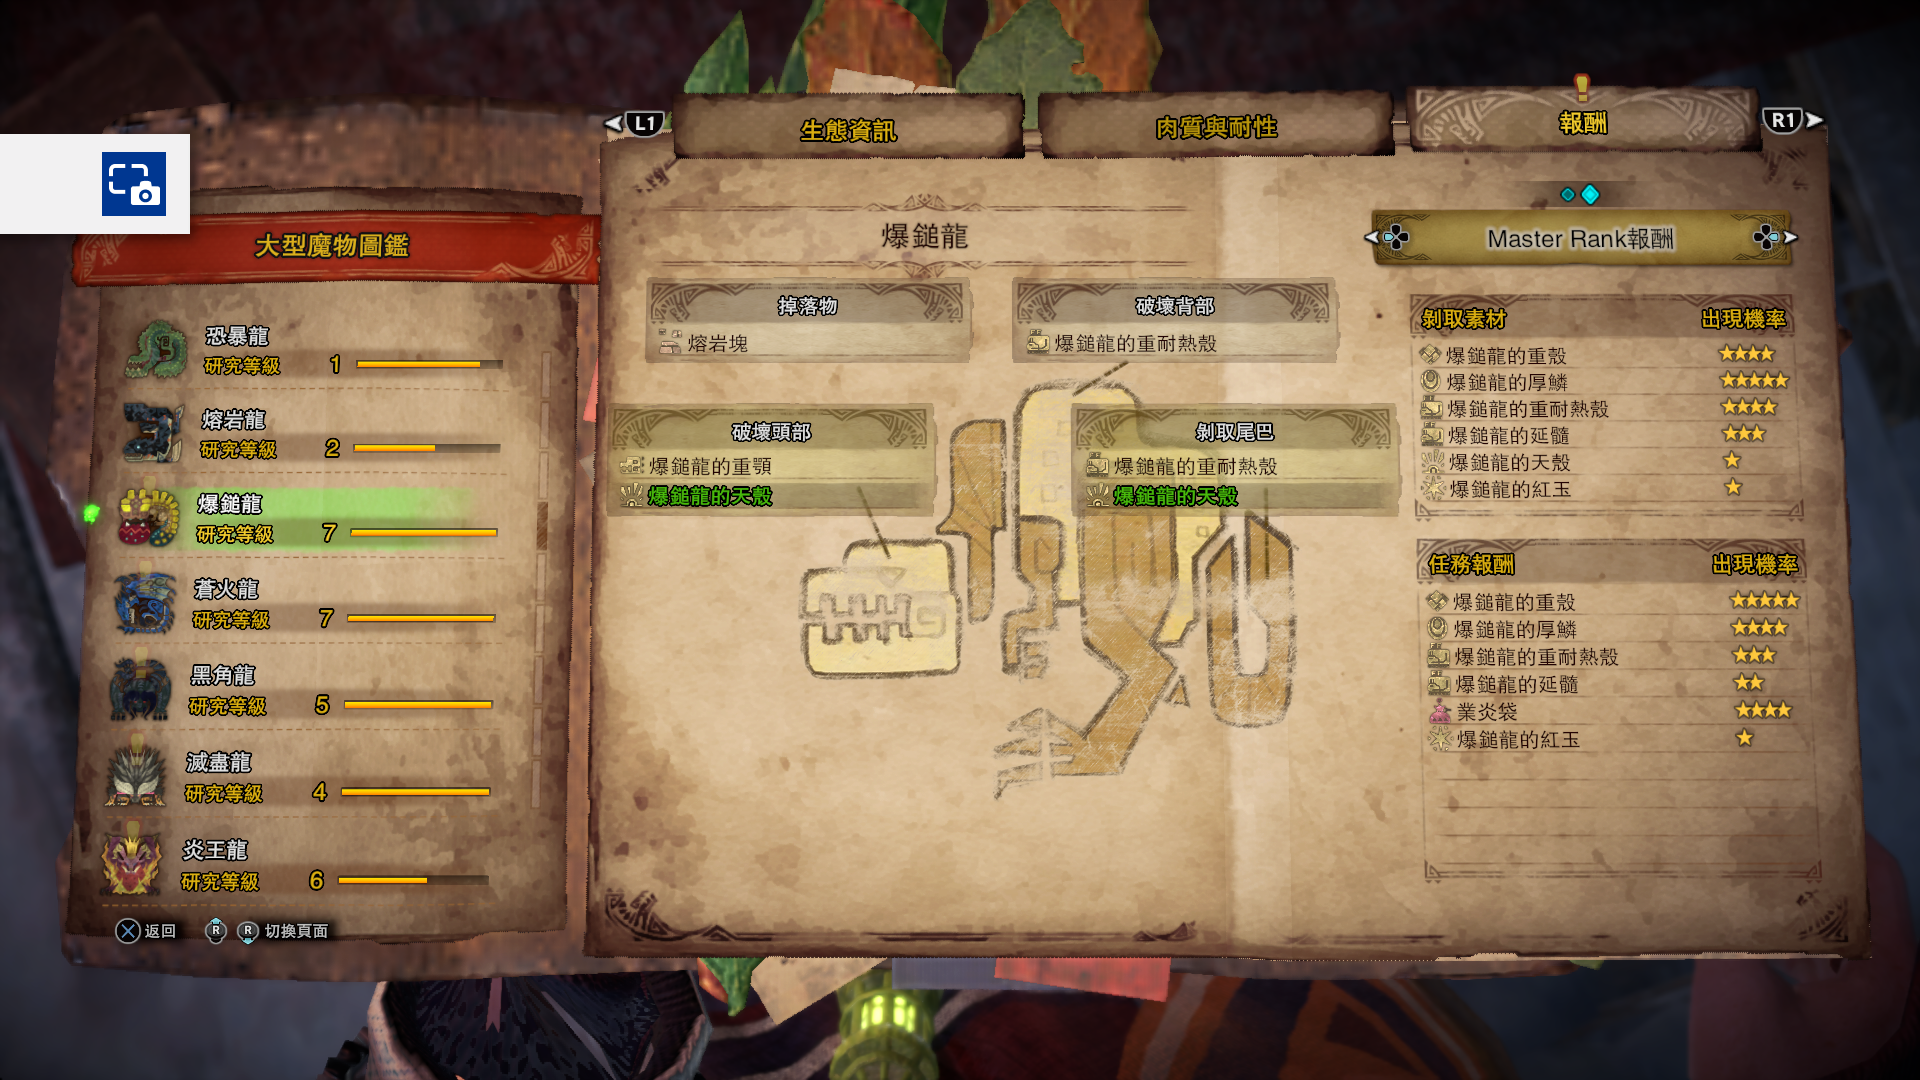 L1
生態資訊
肉質與耐性
報酬
R1
大型魔物圖鑑
恐暴龍
研究等級 1
熔岩龍
研究等級 2
爆鎚龍
研究等級 7
蒼火龍
研究等級 7
黑角龍
研究等級 5
滅盡龍
研究等級 4
炎王龍
研究等級 6
返回
R
R 切換頁面
爆鎚龍
掉落物
熔岩塊
破壞背部
爆鎚龍的重耐熱殼
破壞頭部
爆鎚龍的重顎
爆鎚龍的天殼
剝取尾巴
爆鎚龍的重耐熱殼
爆鎚龍的天殼
Master Rank報酬
剝取素材 出現機率
爆鎚龍的重殼 ★★★★
爆鎚龍的厚鱗 ★★★★★
爆鎚龍的重耐熱殼 ★★★★
爆鎚龍的延髓 ★★★
爆鎚龍的天殼 ★
爆鎚龍的紅玉 ★
任務報酬 出現機率
爆鎚龍的重殼 ★★★★★
爆鎚龍的厚鱗 ★★★★
爆鎚龍的重耐熱殼 ★★★
爆鎚龍的延髓 ★★
業炎袋 ★★★★
爆鎚龍的紅玉 ★